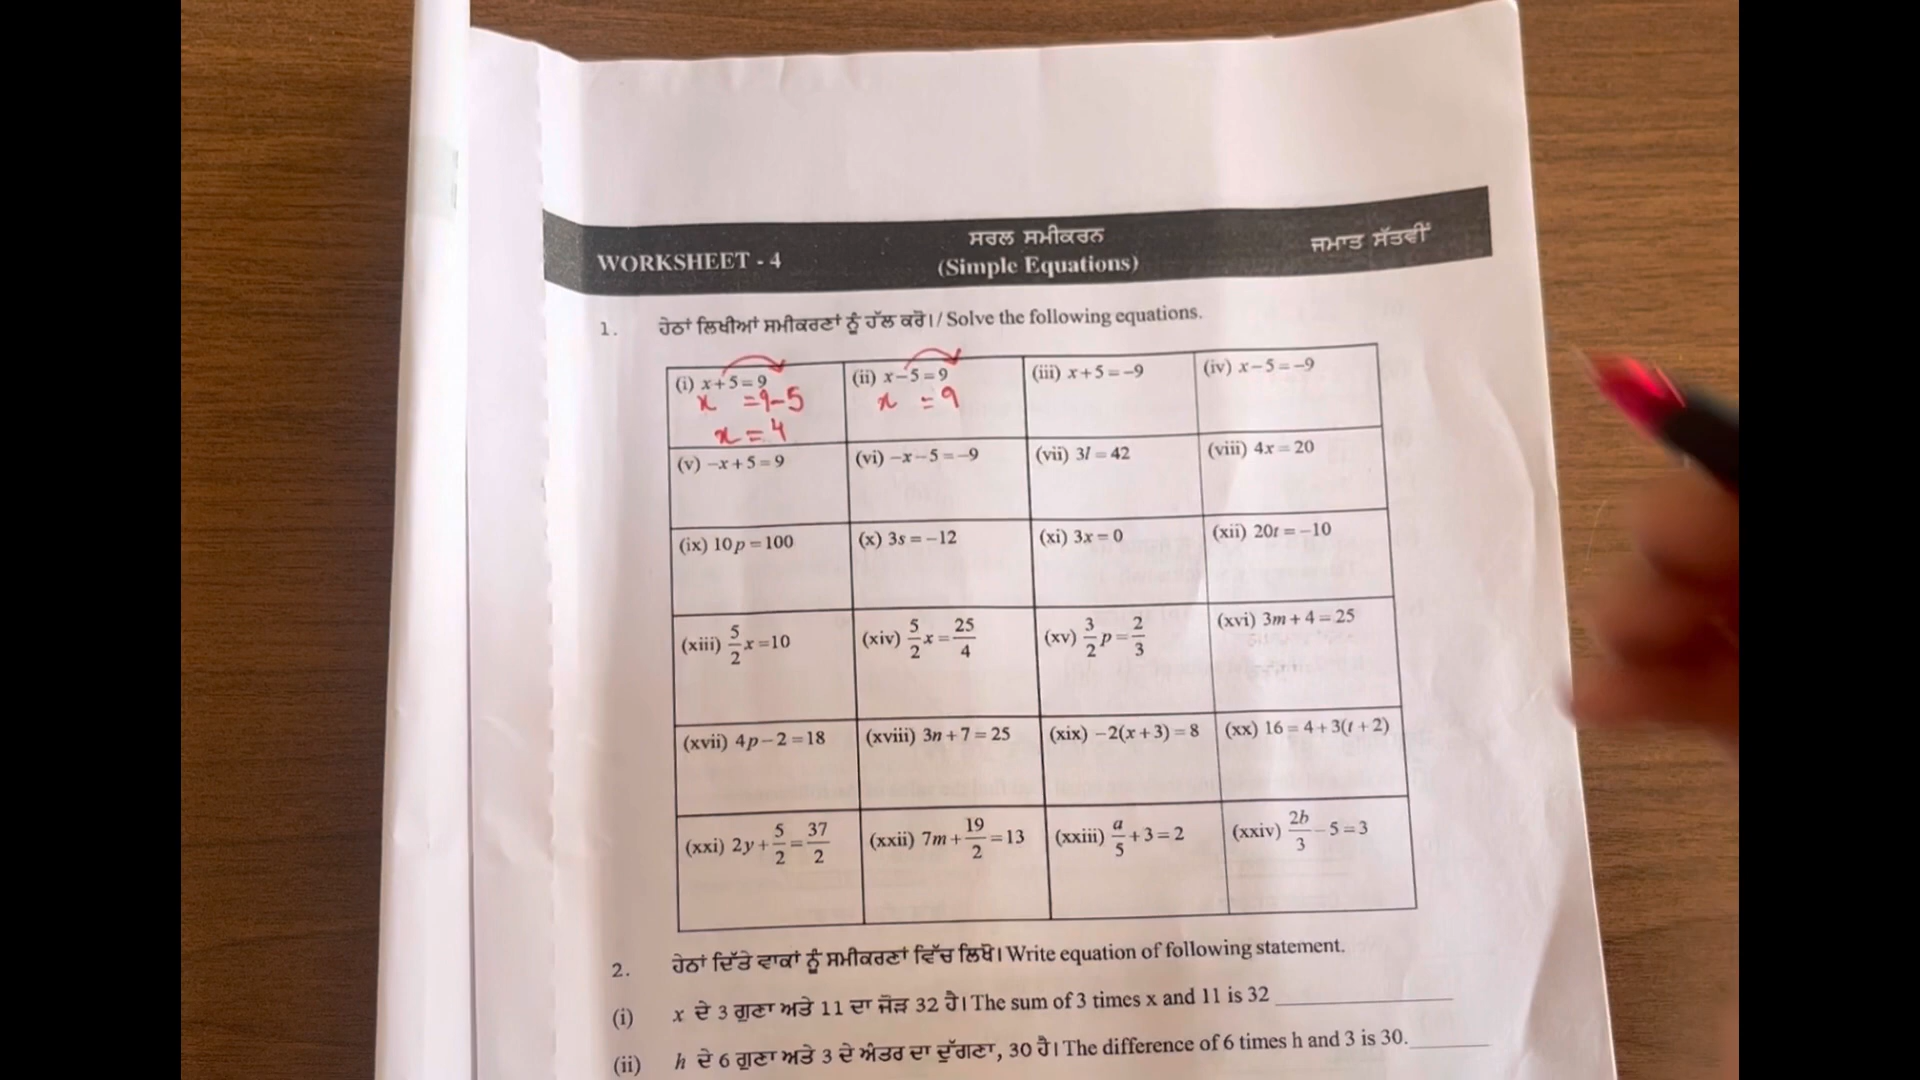 WORKSHEET - 4
ਸਰਲ ਸਮੀਕਰਨ
(Simple Equations)
ਜਮਾਤ ਸੱਤਵੀਂ
1. ਹੇਠਾਂ ਲਿਖੀਆਂ ਸਮੀਕਰਣਾਂ ਨੂੰ ਹੱਲ ਕਰੋ। / Solve the following equations.
(i) x + 5 = 9
x = 9 - 5
x = 4
(ii) x - 5 = 9
x = 9
(iii) x + 5 = -9
(iv) x - 5 = -9
(v) -x + 5 = 9
(vi) -x - 5 = -9
(vii) 3l = 42
(viii) 4x = 20
(ix) 10p = 100
(x) 3s = -12
(xi) 3x = 0
(xii) 20t = -10
(xiii) 5/2 x = 10
(xiv) 5/2 x = 25/4
(xv) 3/2 p = 2/3
(xvi) 3m + 4 = 25
(xvii) 4p - 2 = 18
(xviii) 3n + 7 = 25
(xix) -2(x + 3) = 8
(xx) 16 = 4 + 3(t + 2)
(xxi) 2y + 5/2 = 37/2
(xxii) 7m + 19/2 = 13
(xxiii) a/5 + 3 = 2
(xxiv) 2b/3 - 5 = 3
2. ਹੇਠਾਂ ਦਿੱਤੇ ਵਾਕਾਂ ਨੂੰ ਸਮੀਕਰਣਾਂ ਵਿੱਚ ਲਿਖੋ। Write equation of following statement.
(i) x ਦੇ 3 ਗੁਣਾ ਅਤੇ 11 ਦਾ ਜੋੜ 32 ਹੈ। The sum of 3 times x and 11 is 32
(ii) h ਦੇ 6 ਗੁਣਾ ਅਤੇ 3 ਦੇ ਅੰਤਰ ਦਾ ਦੁੱਗਣਾ, 30 ਹੈ। The difference of 6 times h and 3 is 30.